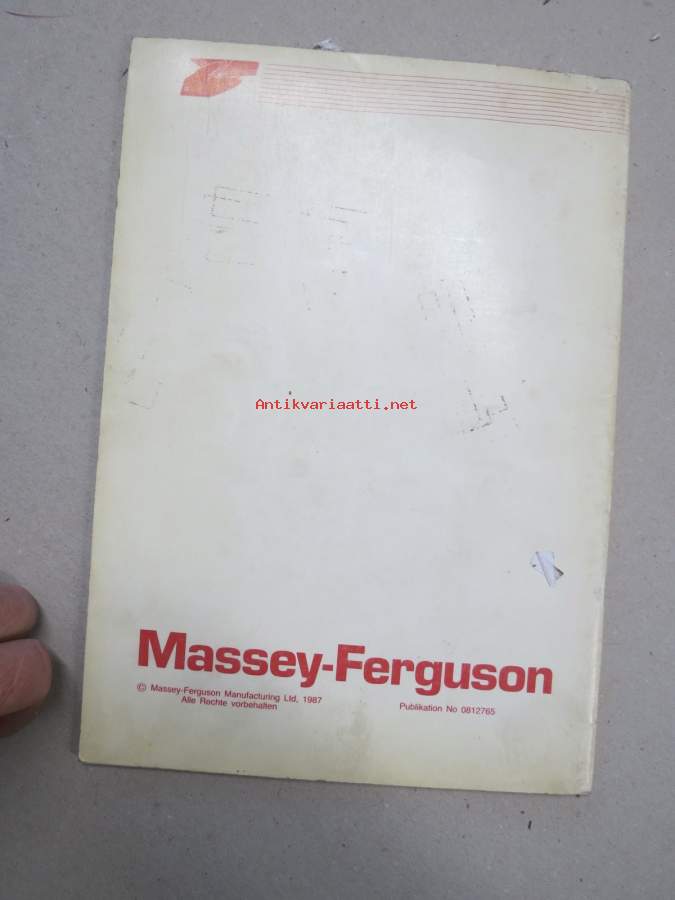 Antikvariaatti.net
Massey-Ferguson
© Massey-Ferguson Manufacturing Ltd, 1987
Alle Rechte vorbehalten
Publikation No 0812765